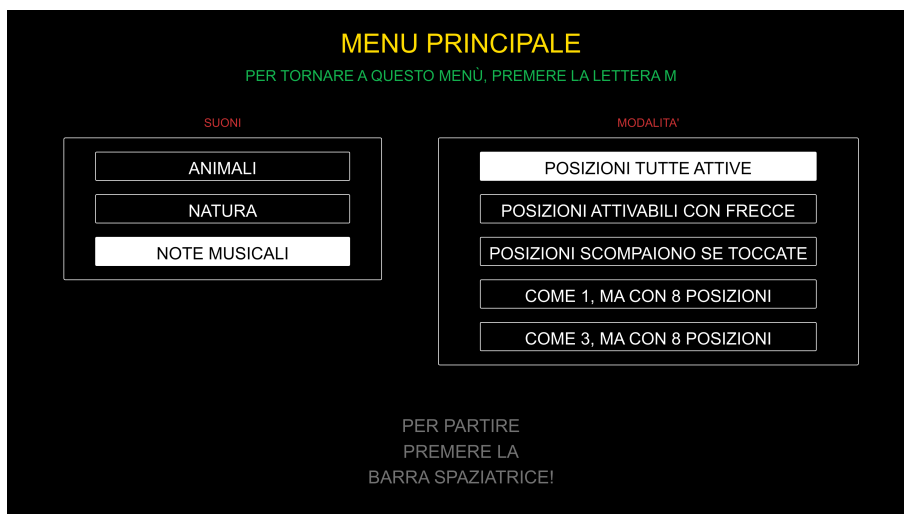 MENU PRINCIPALE
PER TORNARE A QUESTO MENÙ, PREMERE LA LETTERA M
SUONI
ANIMALI
NATURA
NOTE MUSICALI
MODALITA'
POSIZIONI TUTTE ATTIVE
POSIZIONI ATTIVABILI CON FRECCE
POSIZIONI SCOMPAIONO SE TOCCATE
COME 1, MA CON 8 POSIZIONI
COME 3, MA CON 8 POSIZIONI
PER PARTIRE
PREMERE LA
BARRA SPAZIATRICE!